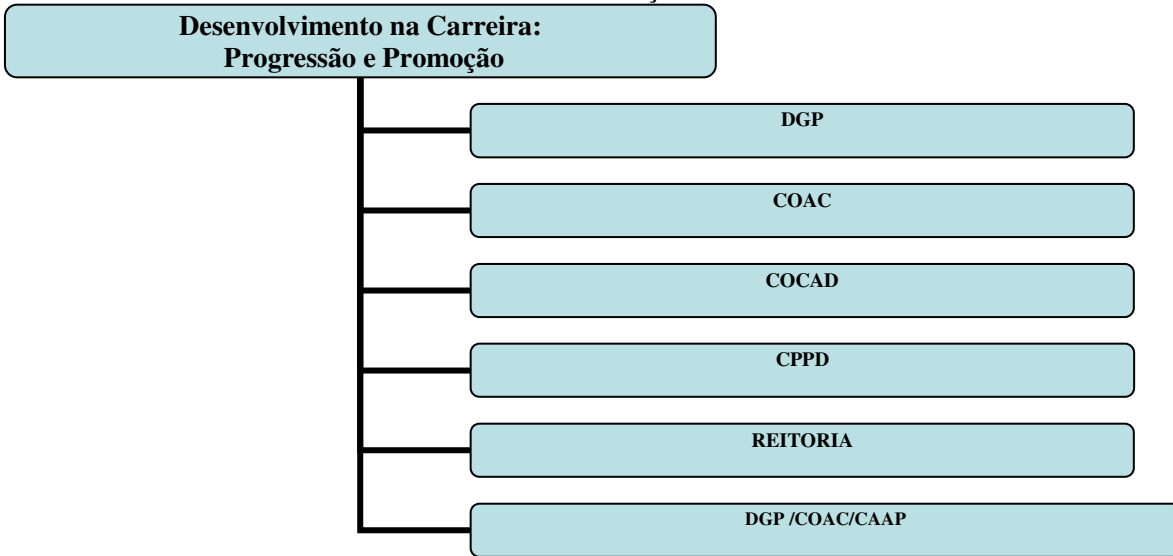 Desenvolvimento na Carreira:
Progressão e Promoção
DGP
COAC
COCAD
CPPD
REITORIA
DGP /COAC/CAAP